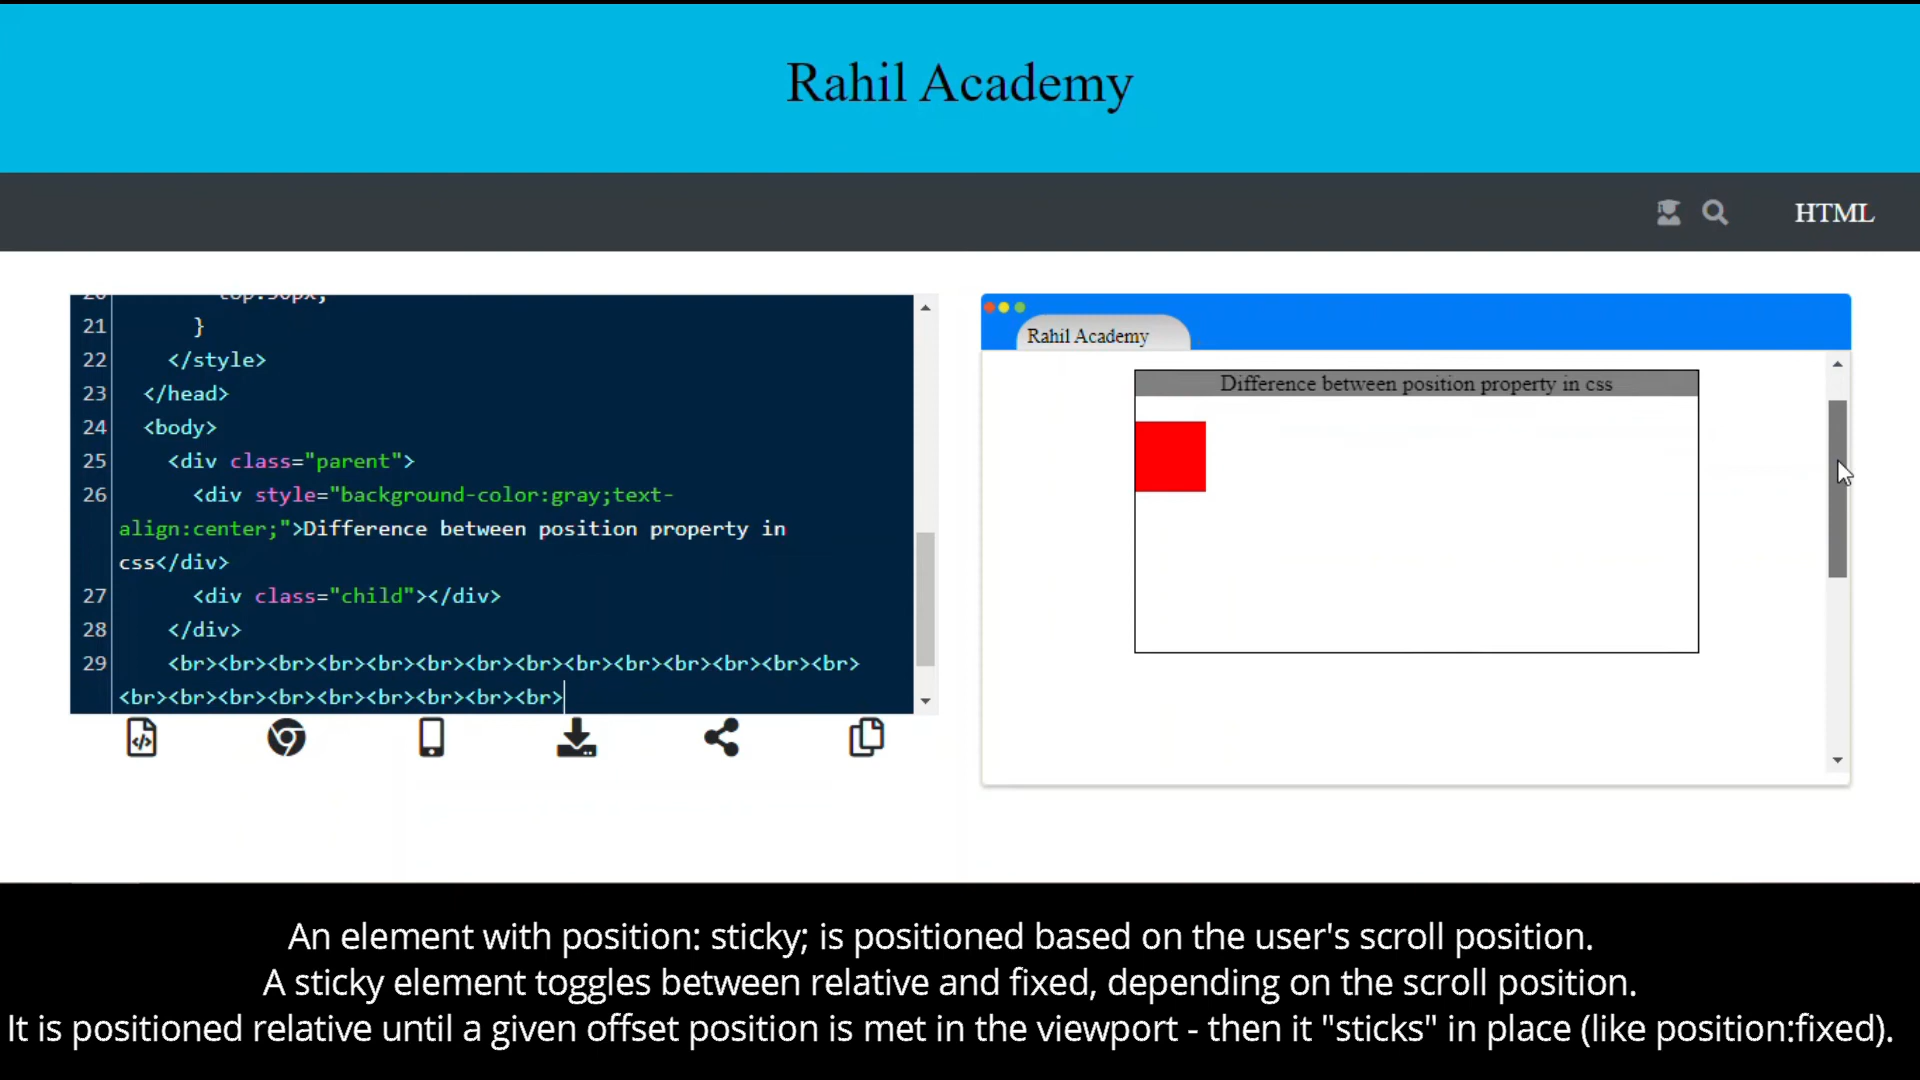 Rahil Academy
HTML
20 top:50px;
21 }
22 </style>
23 </head>
24 <body>
25 <div class="parent">
26 <div style="background-color:gray;text-
align:center;">Difference between position property in
css</div>
27 <div class="child"></div>
28 </div>
29 <br><br><br><br><br><br><br><br><br><br><br><br><br><br>
<br><br><br><br><br><br><br><br><br>
Rahil Academy
Difference between position property in css
An element with position: sticky; is positioned based on the user's scroll position.
A sticky element toggles between relative and fixed, depending on the scroll position.
It is positioned relative until a given offset position is met in the viewport - then it "sticks" in place (like position:fixed).